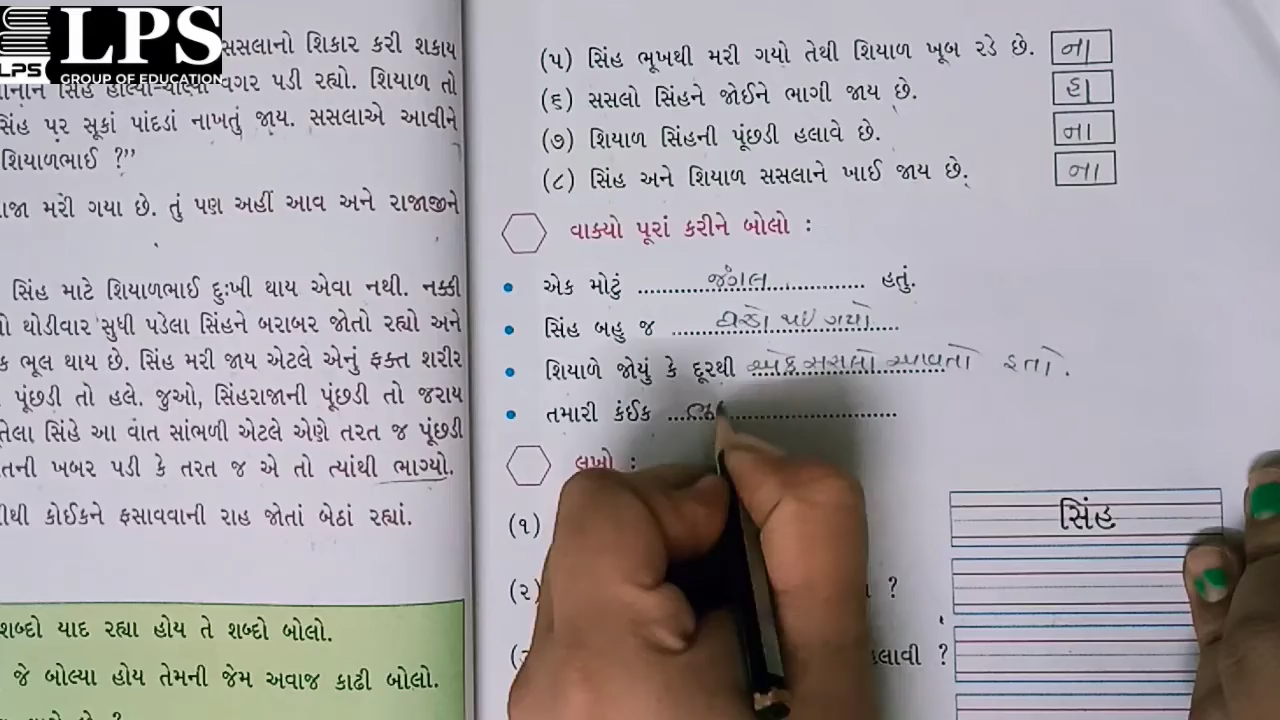 LPS
LPS
GROUP OF EDUCATION
સસલાનો શિકાર કરી શકાય
વગર પડી રહ્યો. શિયાળ તો
સિંહ પર સૂકાં પાંદડાં નાખતું જાય. સસલાએ આવીને
શિયાળભાઈ ?”
મરી ગયા છે. તું પણ અહીં આવ અને રાજાજીને
સિંહ માટે શિયાળભાઈ દુઃખી થાય એવા નથી. નક્કી
થોડીવાર સુધી પડેલા સિંહને બરાબર જોતો રહ્યો અને
ભૂલ થાય છે. સિંહ મરી જાય એટલે એનું ફક્ત શરીર
પૂંછડી તો હલે. જુઓ, સિંહરાજાની પૂંછડી તો જરાય
સિંહે આ વાત સાંભળી એટલે એણે તરત જ પૂંછડી
ખબર પડી કે તરત જ એ તો ત્યાંથી ભાગ્યો.
કોઈકને ફસાવવાની રાહ જોતાં બેઠાં રહ્યાં.
શબ્દો યાદ રહ્યા હોય તે શબ્દો બોલો.
જે બોલ્યા હોય તેમની જેમ અવાજ કાઢી બોલો.
(૫) સિંહ ભૂખથી મરી ગયો તેથી શિયાળ ખૂબ રડે છે. ના
(૬) સસલો સિંહને જોઈને ભાગી જાય છે. હા
(૭) શિયાળ સિંહની પૂંછડી હલાવે છે. ના
(૮) સિંહ અને શિયાળ સસલાને ખાઈ જાય છે. ના
વાક્યો પૂરાં કરીને બોલો :
• એક મોટું જંગલ હતું.
• સિંહ બહુ જ થઈ ગયો
• શિયાળે જોયું કે દૂરથી એક સસલો આવતો હતો.
• તમારી કંઈક
લખો :
(૧)
સિંહ
(૨) ?
?